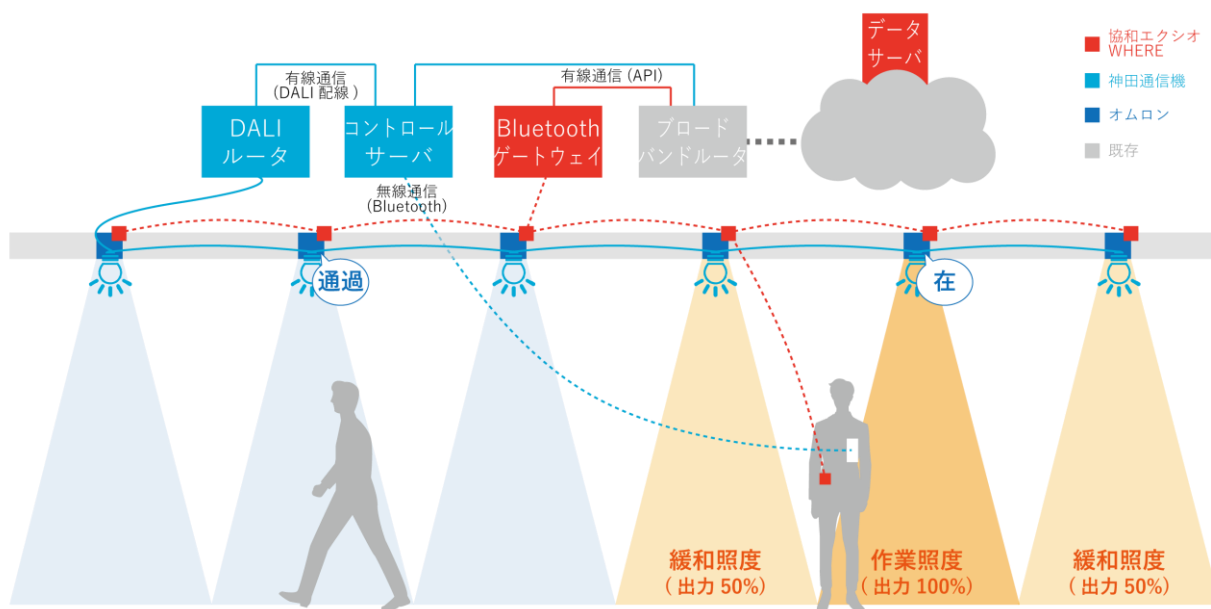 データ
サーバ
協和エクシオ
WHERE
神田通信機
オムロン
既存
有線通信
(DALI 配線 )
有線通信 (API)
DALI
ルータ
コントロール
サーバ
Bluetooth
ゲートウェイ
ブロード
バンドルータ
無線通信
(Bluetooth)
通過
在
緩和照度
( 出力 50%)
作業照度
( 出力 100%)
緩和照度
( 出力 50%)